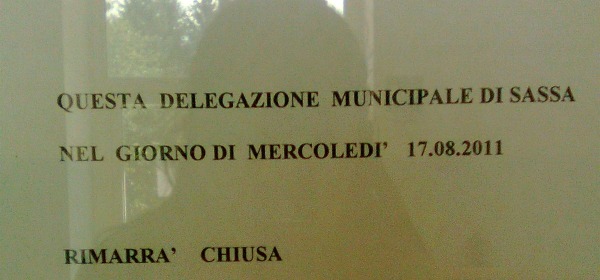 QUESTA DELEGAZIONE MUNICIPALE DI SASSA
NEL GIORNO DI MERCOLEDI’ 17.08.2011
RIMARRA’ CHIUSA